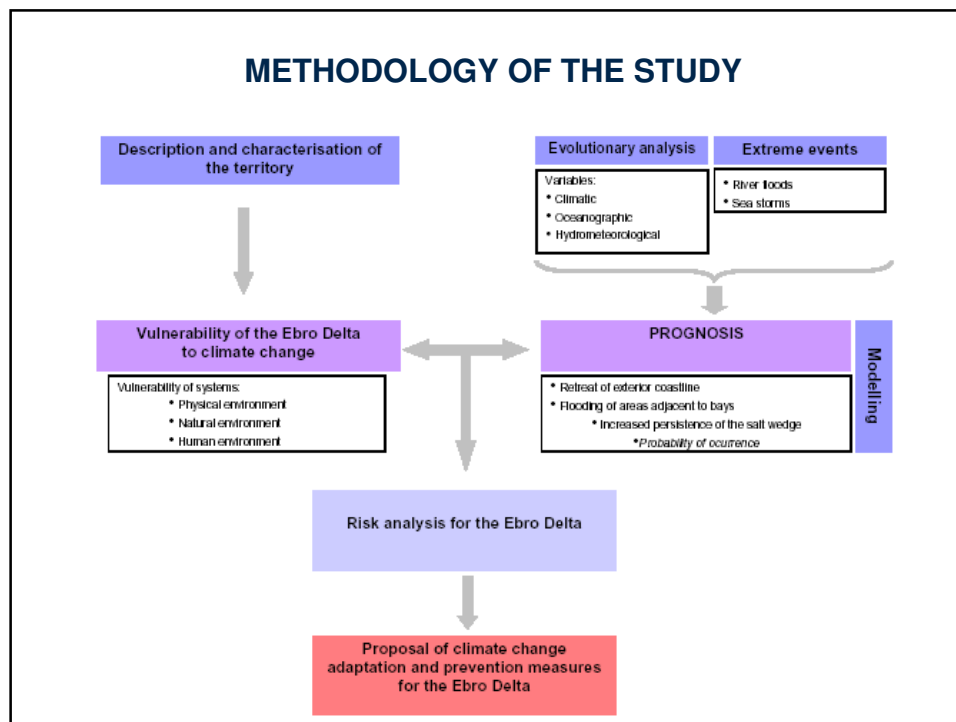 METHODOLOGY OF THE STUDY
Description and characterisation of
the territory
Evolutionary analysis
Variables:
• Climatic
• Oceanographic
• Hydrometeorological
Extreme events
• River floods
• Sea storms
Vulnerability of the Ebro Delta
to climate change
Vulnerability of systems:
• Physical environment
• Natural environment
• Human environment
PROGNOSIS
• Retreat of exterior coastline
• Flooding of areas adjacent to bays
• Increased persistence of the salt wedge
•Probability of ocurrence
Modelling
Risk analysis for the Ebro Delta
Proposal of climate change
adaptation and prevention measures
for the Ebro Delta